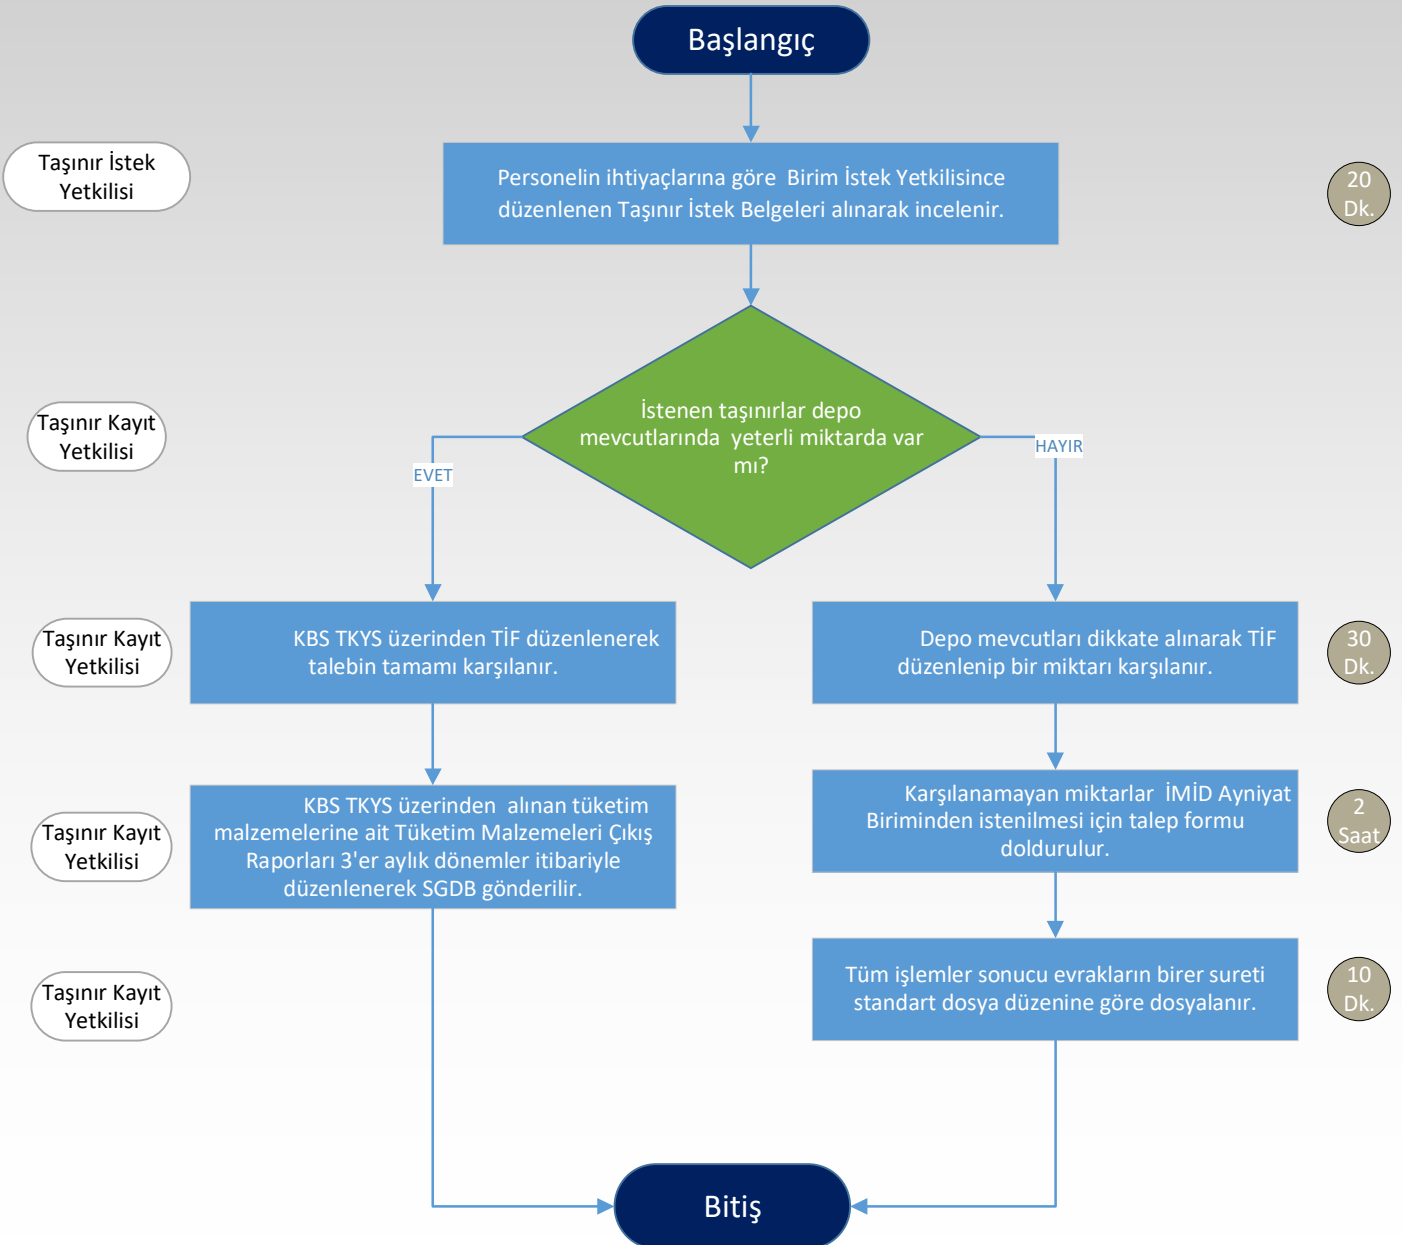 Başlangıç
Taşınır İstek
Yetkilisi
Personelin ihtiyaçlarına göre  Birim İstek Yetkilisince
düzenlenen Taşınır İstek Belgeleri alınarak incelenir.
20
Dk.
Taşınır Kayıt
Yetkilisi
İstenen taşınırlar depo
mevcutlarında  yeterli miktarda var
mı?
EVET
HAYIR
Taşınır Kayıt
Yetkilisi
KBS TKYS üzerinden TİF düzenlenerek
talebin tamamı karşılanır.
Depo mevcutları dikkate alınarak TİF
düzenlenip bir miktarı karşılanır.
30
Dk.
Taşınır Kayıt
Yetkilisi
KBS TKYS üzerinden  alınan tüketim
malzemelerine ait Tüketim Malzemeleri Çıkış
Raporları 3'er aylık dönemler itibariyle
düzenlenerek SGDB gönderilir.
Karşılanamayan miktarlar  İMİD Ayniyat
Biriminden istenilmesi için talep formu
doldurulur.
2
Saat
Taşınır Kayıt
Yetkilisi
Tüm işlemler sonucu evrakların birer sureti
standart dosya düzenine göre dosyalanır.
10
Dk.
Bitiş